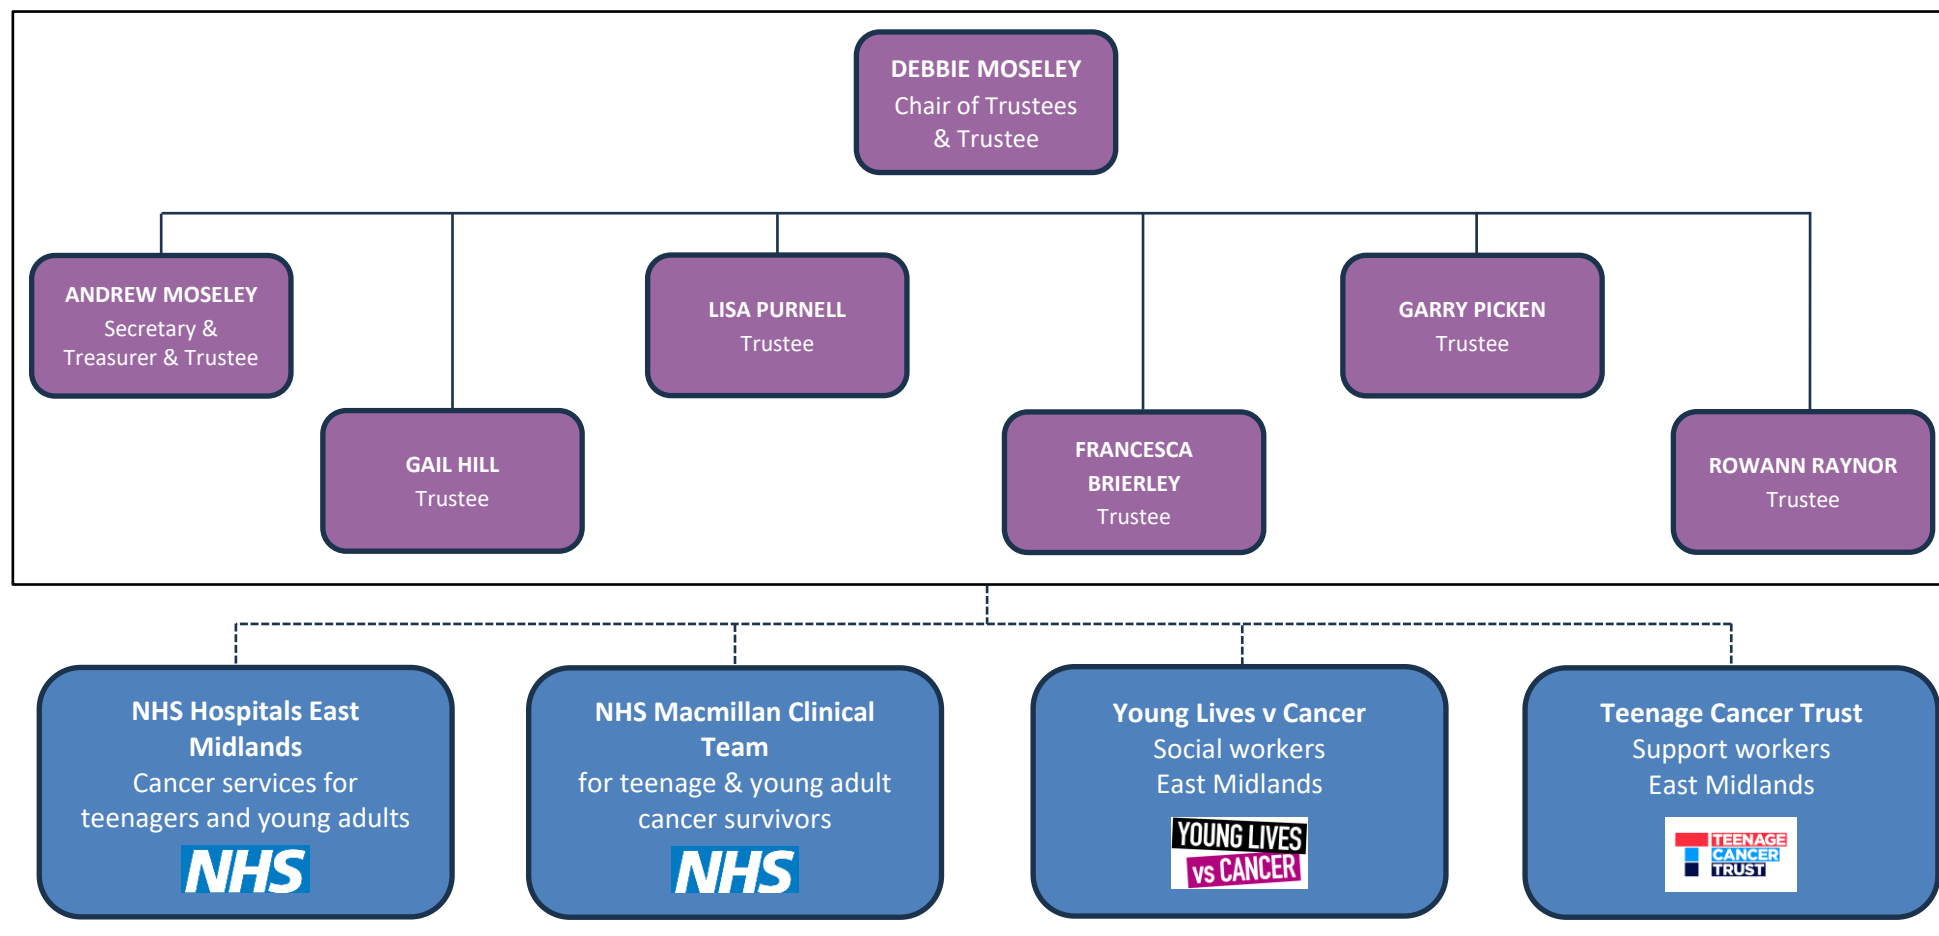 DEBBIE MOSELEY
Chair of Trustees
& Trustee
ANDREW MOSELEY
Secretary &
Treasurer & Trustee
LISA PURNELL
Trustee
GARRY PICKEN
Trustee
GAIL HILL
Trustee
FRANCESCA
BRIERLEY
Trustee
ROWANN RAYNOR
Trustee
NHS Hospitals East
Midlands
Cancer services for
teenagers and young adults
NHS
NHS Macmillan Clinical
Team
for teenage & young adult
cancer survivors
NHS
Young Lives v Cancer
Social workers
East Midlands
YOUNG LIVES
VS CANCER
Teenage Cancer Trust
Support workers
East Midlands
TEENAGE
CANCER
TRUST